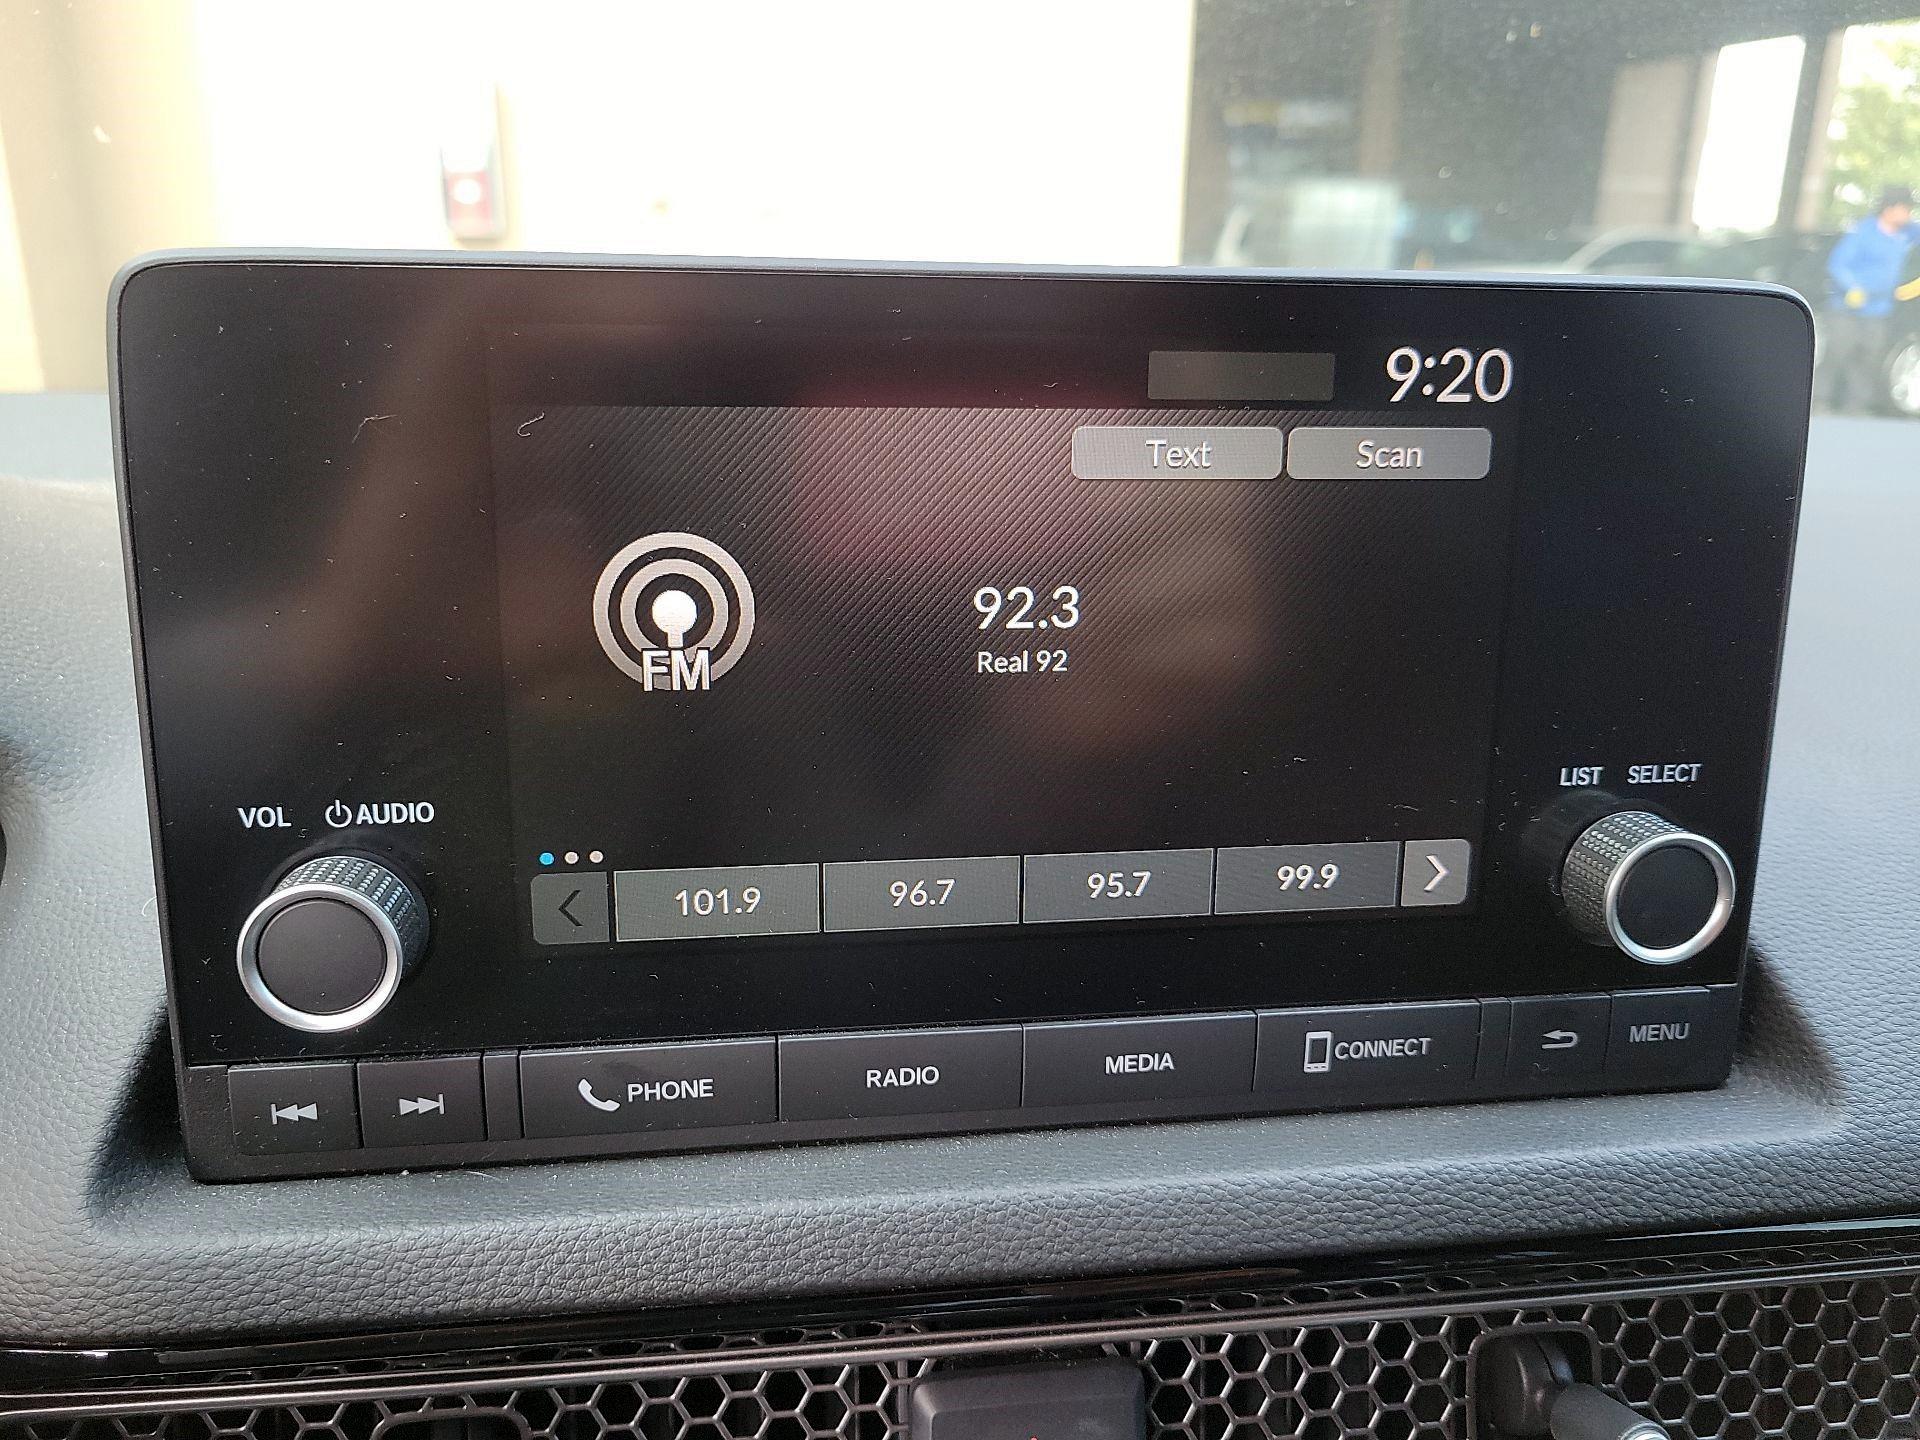 9:20
Text Scan
92.3
FM
Real 92
LIST SELECT
VOL AUDIO
101.9 96.7 95.7 99.9
PHONE RADIO MEDIA CONNECT MENU